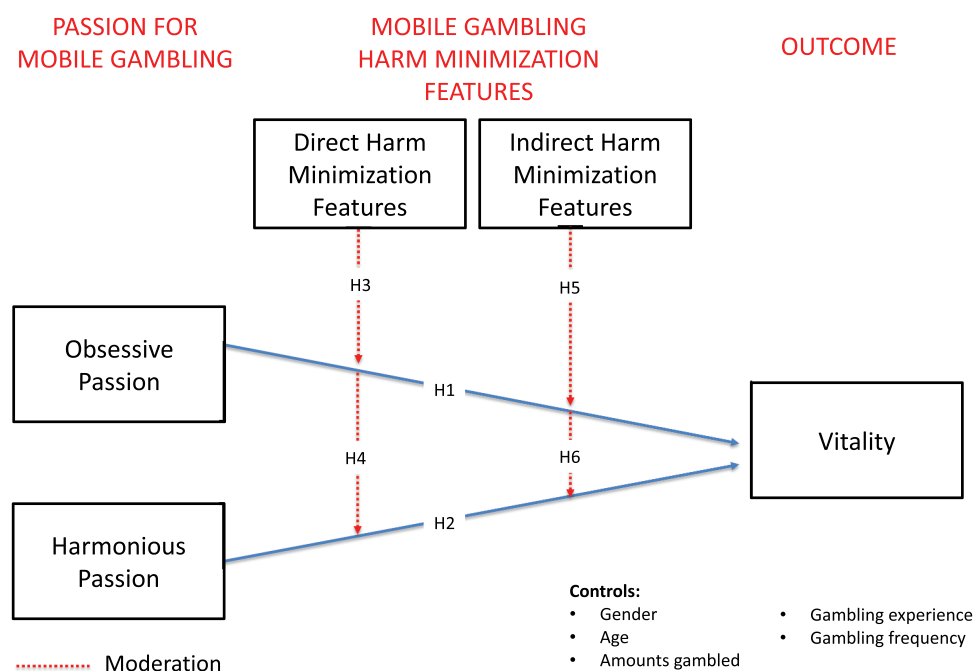 PASSION FOR
MOBILE GAMBLING
MOBILE GAMBLING
HARM MINIMIZATION
FEATURES
OUTCOME
Direct Harm
Minimization
Features
Indirect Harm
Minimization
Features
H3
H5
Obsessive
Passion
H1
Vitality
H4
H6
H2
Harmonious
Passion
Controls:
• Gender
• Age
• Amounts gambled
• Gambling experience
• Gambling frequency
Moderation